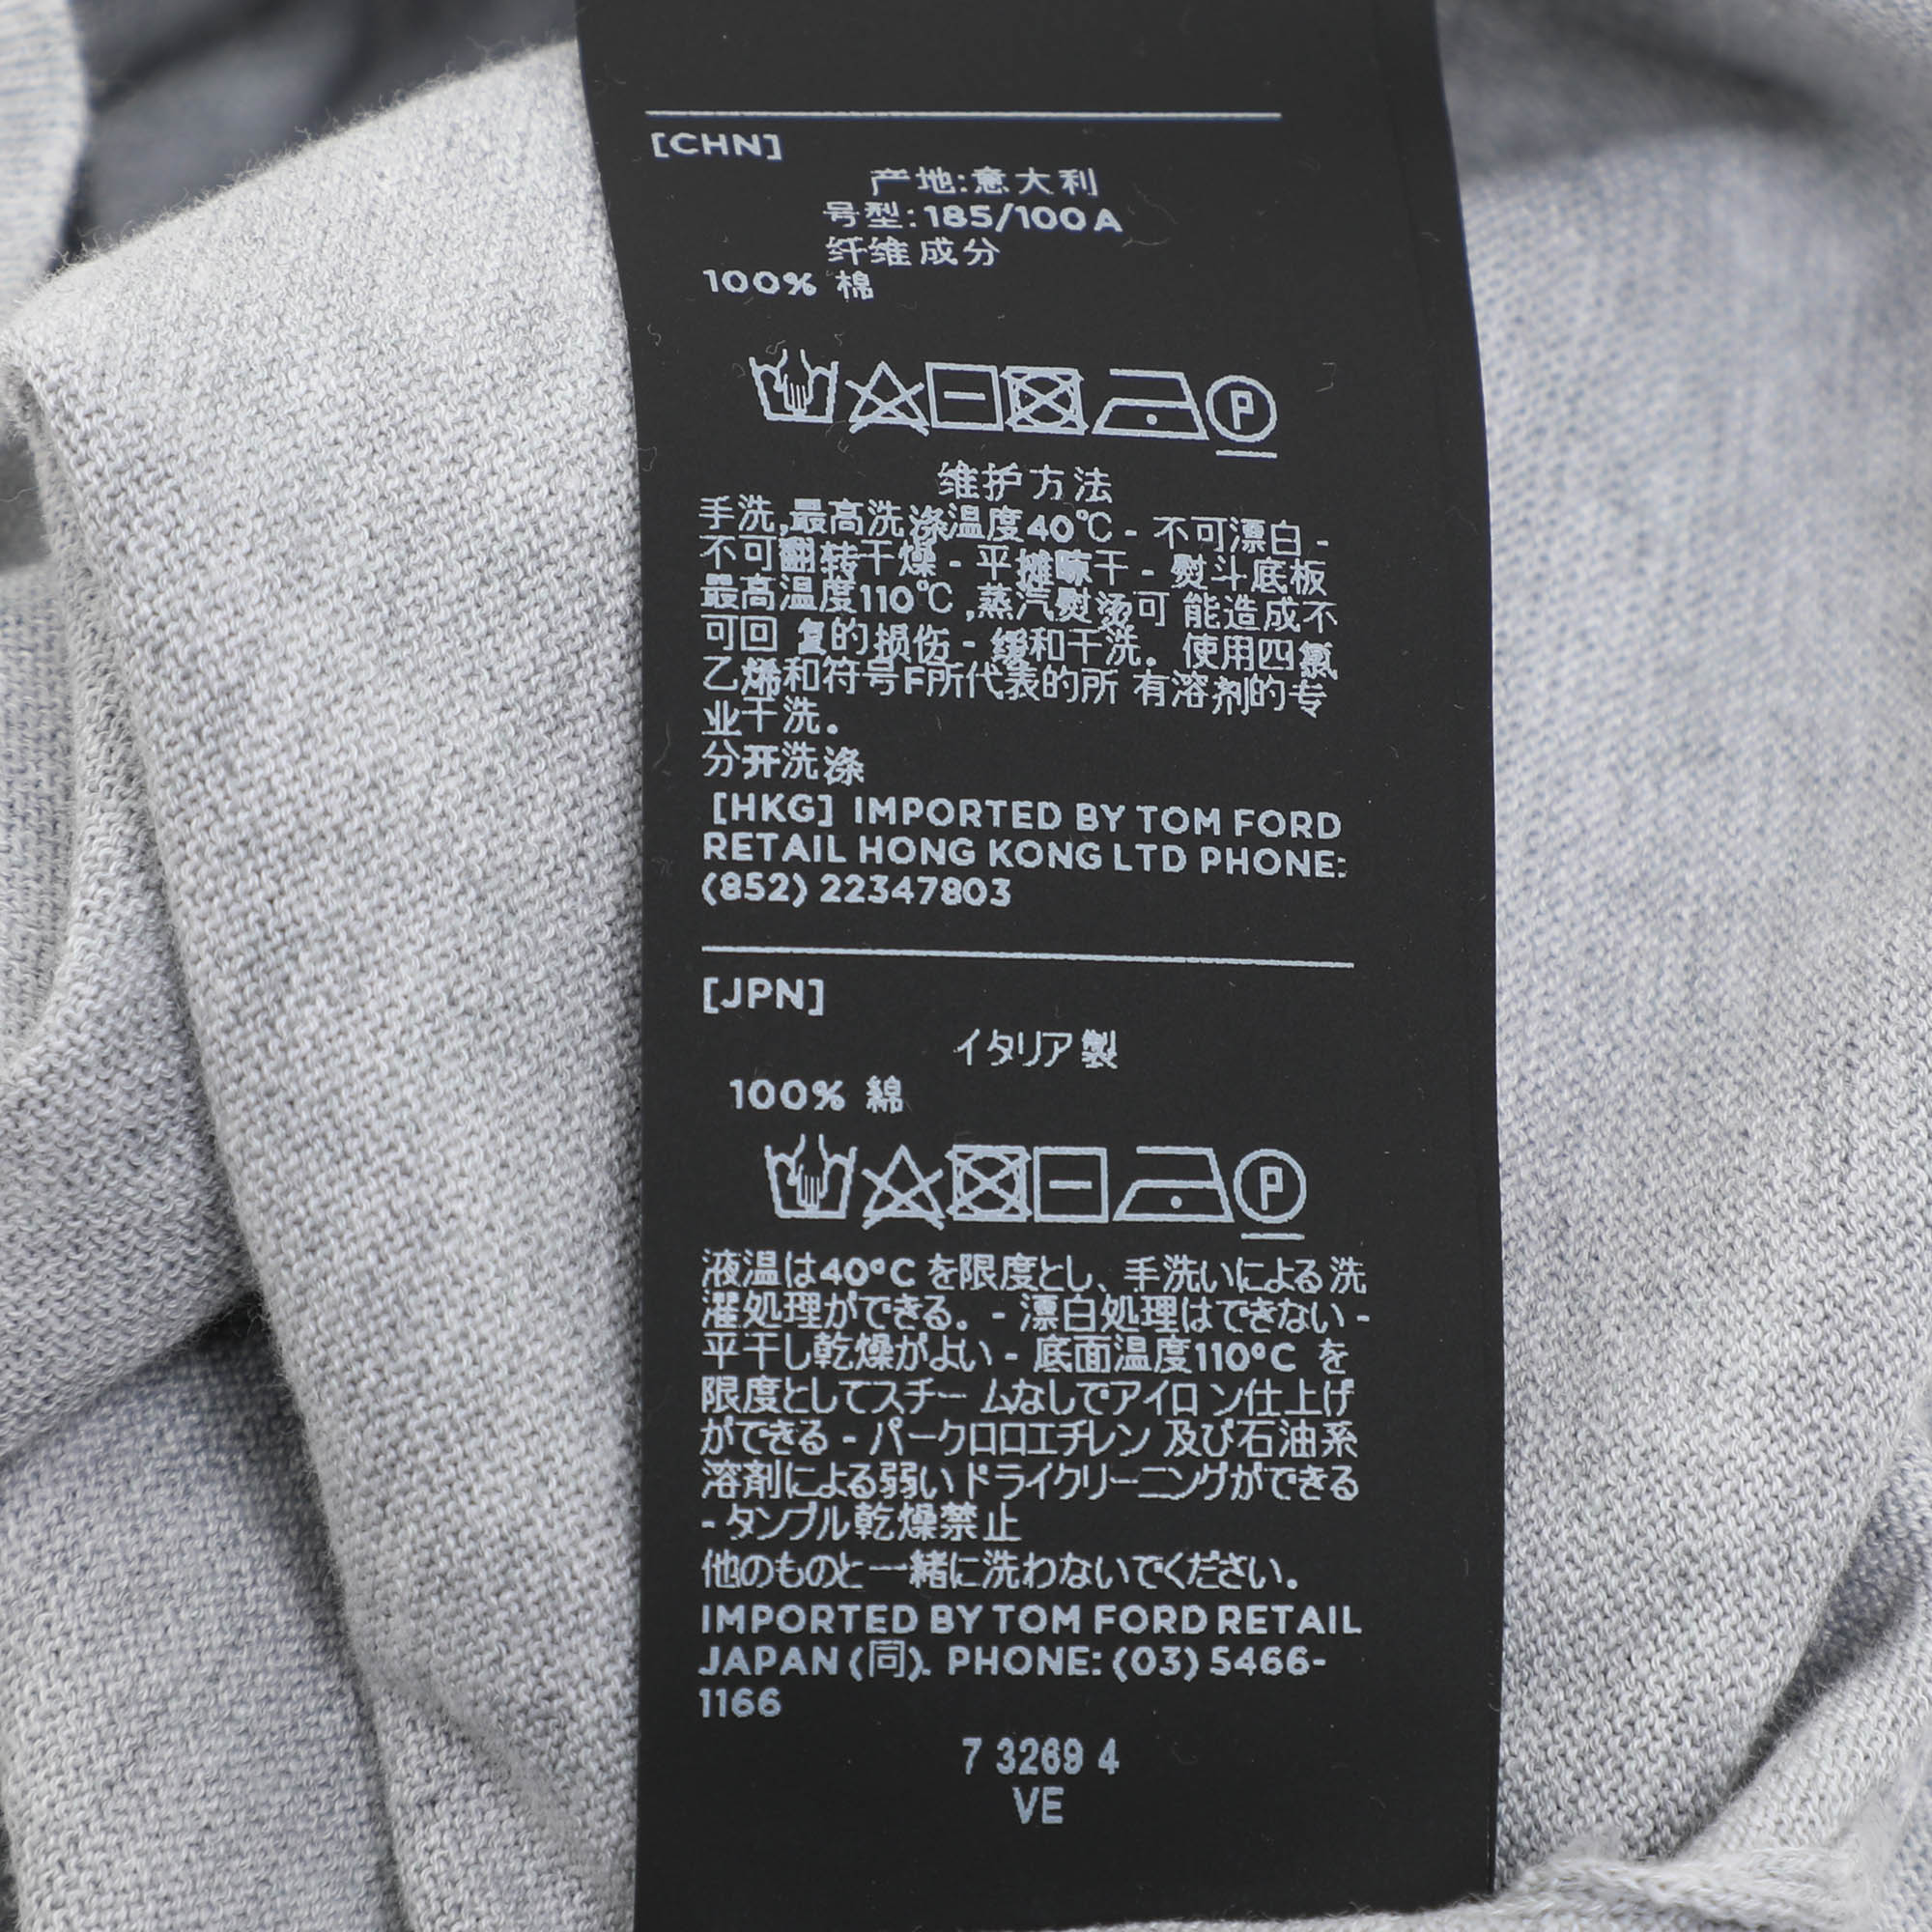 [CHN]
产地:意大利
号型:185/100A
纤维成分
100% 棉
维护方法
手洗,最高洗涤温度40℃ - 不可漂白 -
不可翻转干燥 - 平摊晾干 - 熨斗底板
最高温度110℃,蒸汽熨烫可 能造成不
可回 复的损伤 - 缓和干洗。使用四氯
乙烯和符号F所代表的所 有溶剂的专
业干洗。
分开洗涤
[HKG] IMPORTED BY TOM FORD
RETAIL HONG KONG LTD PHONE:
(852) 22347803
[JPN]
イタリア製
100% 綿
液温は40°C を限度とし、手洗いによる洗
濯処理ができる。- 漂白処理はできない -
平干し乾燥がよい - 底面温度110°C を
限度としてスチー ムなしでアイロ ン仕上げ
ができる - パークロロエチレン 及び石油系
溶剤による弱い ドライクリーニングができる
- タンブル乾燥禁止
他のものと一緒に洗わないでください。
IMPORTED BY TOM FORD RETAIL
JAPAN (同). PHONE: (03) 5466-
1166
7 3269 4
VE